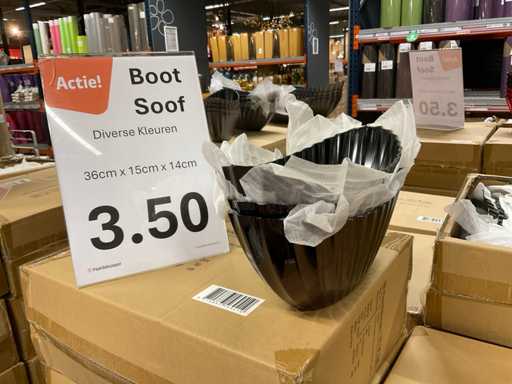 Actie!
Boot
Soof
Diverse Kleuren
36cm x 15cm x 14cm
3.50
Boot
Soof
3.50